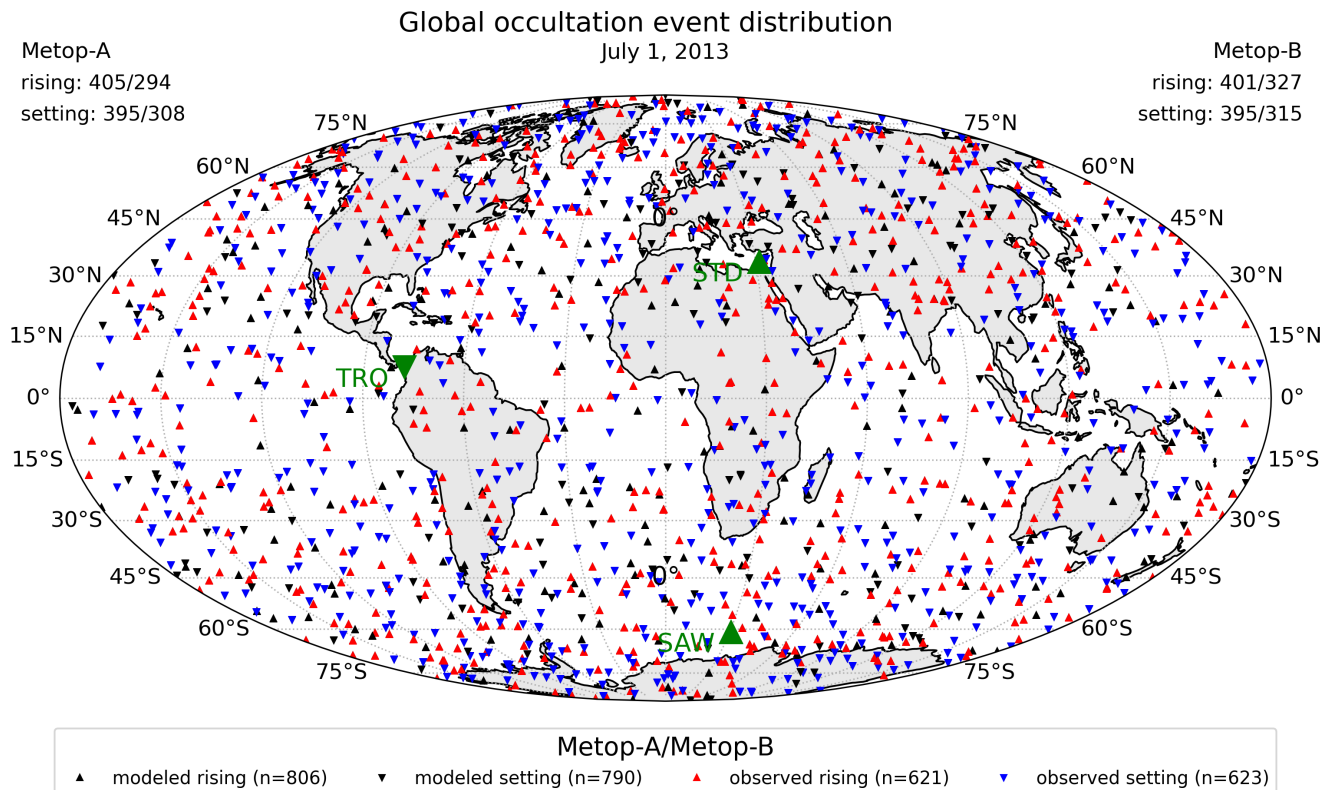 Global occultation event distribution
July 1, 2013
Metop-A
rising: 405/294
setting: 395/308
Metop-B
rising: 401/327
setting: 395/315
75°N 75°N
60°N 60°N
45°N 0° 45°N
30°N STD 30°N
15°N 15°N
TRO
0° 0°
15°S 15°S
30°S 30°S
45°S 0° 45°S
60°S SAW 60°S
75°S 75°S
Metop-A/Metop-B
modeled rising (n=806) modeled setting (n=790) observed rising (n=621) observed setting (n=623)